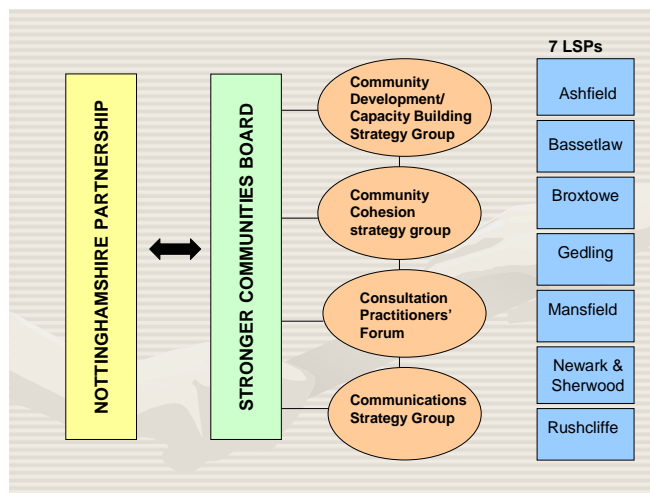 NOTTINGHAMSHIRE PARTNERSHIP
STRONGER COMMUNITIES BOARD
Community
Development/
Capacity Building
Strategy Group
Community
Cohesion
strategy group
Consultation
Practitioners'
Forum
Communications
Strategy Group
7 LSPs
Ashfield
Bassetlaw
Broxtowe
Gedling
Mansfield
Newark &
Sherwood
Rushcliffe